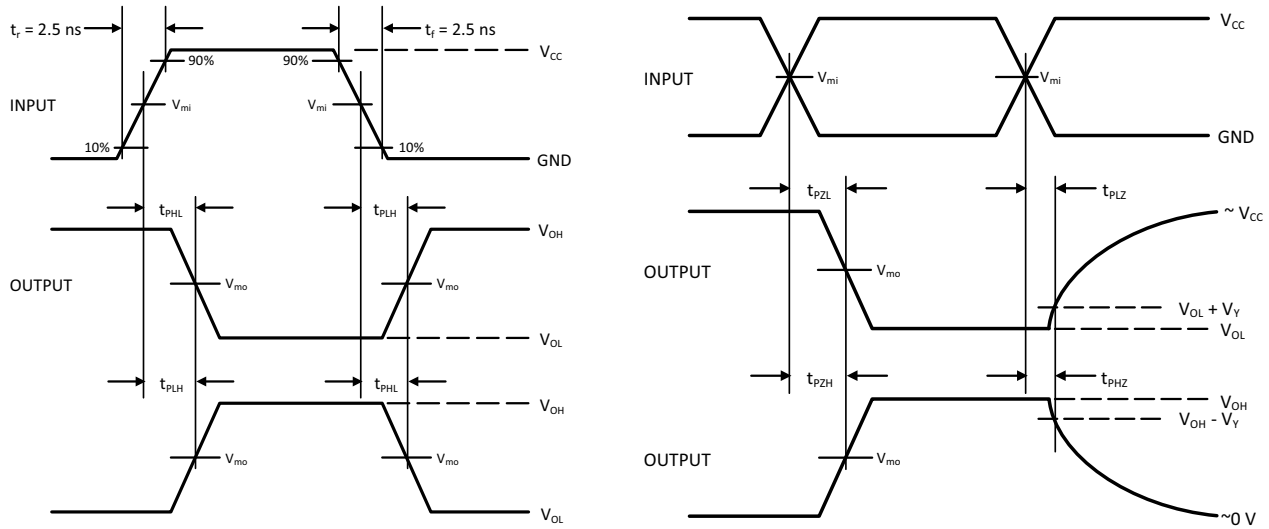 tr = 2.5 ns
tf = 2.5 ns
VCC
90%
90%
INPUT
Vmi
Vmi
10%
10%
GND
tPHL
tPLH
VOH
OUTPUT
Vmo
Vmo
VOL
tPLH
tPHL
VOH
Vmo
Vmo
VOL
VCC
INPUT
Vmi
Vmi
GND
tPZL
tPLZ
~ VCC
OUTPUT
Vmo
VOL + VY
VOL
tPZH
tPHZ
VOH
VOH - VY
OUTPUT
Vmo
~0 V